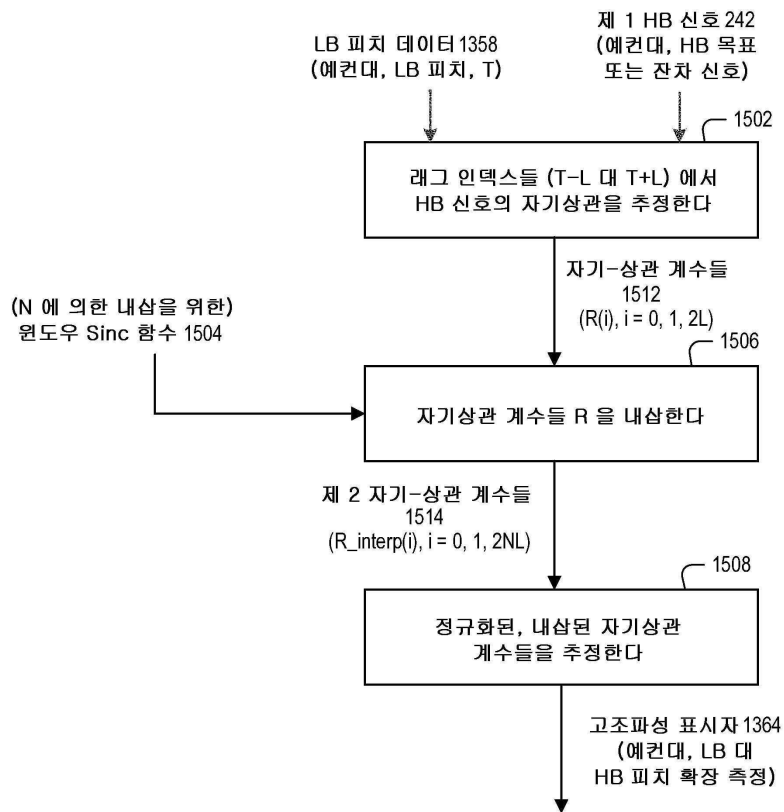 LB 피치 데이터 1358
(예컨대, LB 피치, T)
제 1 HB 신호 242
(예컨대, HB 목표
또는 잔차 신호)
1502
래그 인덱스들 (T-L 대 T+L) 에서
HB 신호의 자기상관을 추정한다
자기-상관 계수들
1512
(R(i), i = 0, 1, 2L)
(N 에 의한 내삽을 위한)
윈도우 Sinc 함수 1504
1506
자기상관 계수들 R 을 내삽한다
제 2 자기-상관 계수들
1514
(R_interp(i), i = 0, 1, 2NL)
1508
정규화된, 내삽된 자기상관
계수들을 추정한다
고조파성 표시자 1364
(예컨대, LB 대
HB 피치 확장 측정)